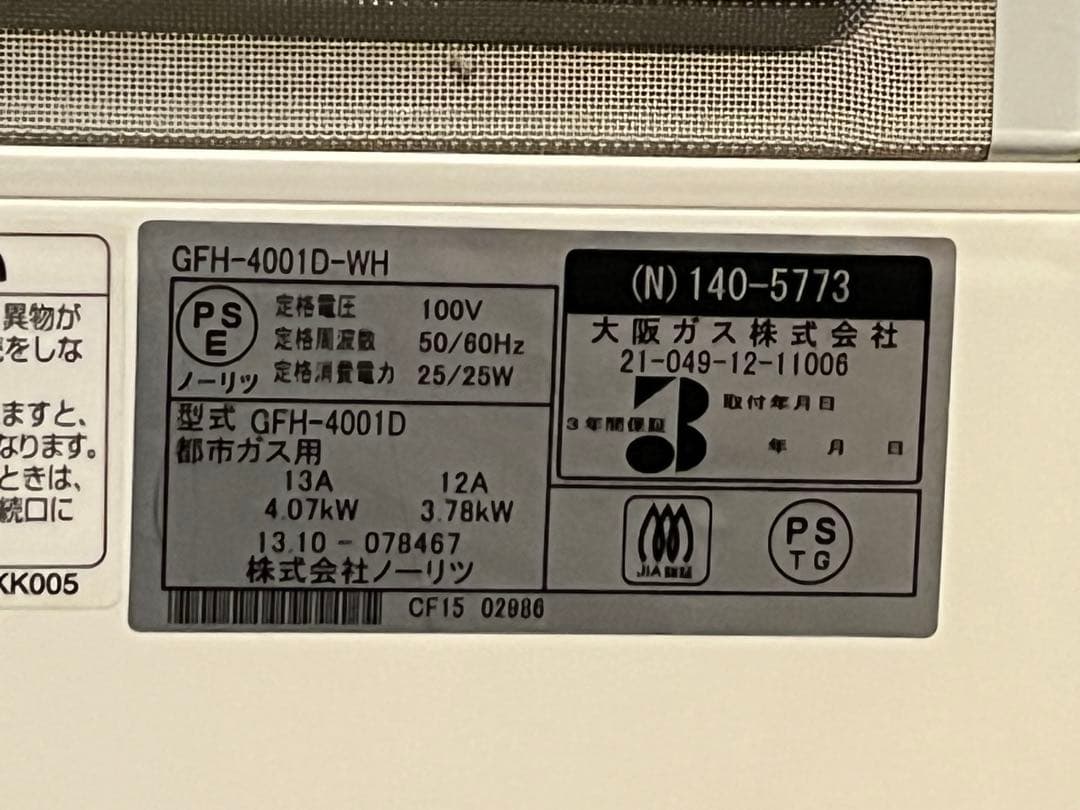 異物が
をしな
ますと、
なります。
ときは、
続口に
KK005
GFH-4001D-WH
PS
E
ノーリツ
定格電圧 100V
定格周波数 50/60Hz
定格消費電力 25/25W
型式 GFH-4001D
都市ガス用
13A 12A
4.07kW 3.78kW
13.10 - 078467
株式会社ノーリツ
CF15 02986
(N) 140-5773
大阪ガス株式会社
21-049-12-11006
3
3年間保証
取付年月日
年 月 日
JIA 認証
PS
TG